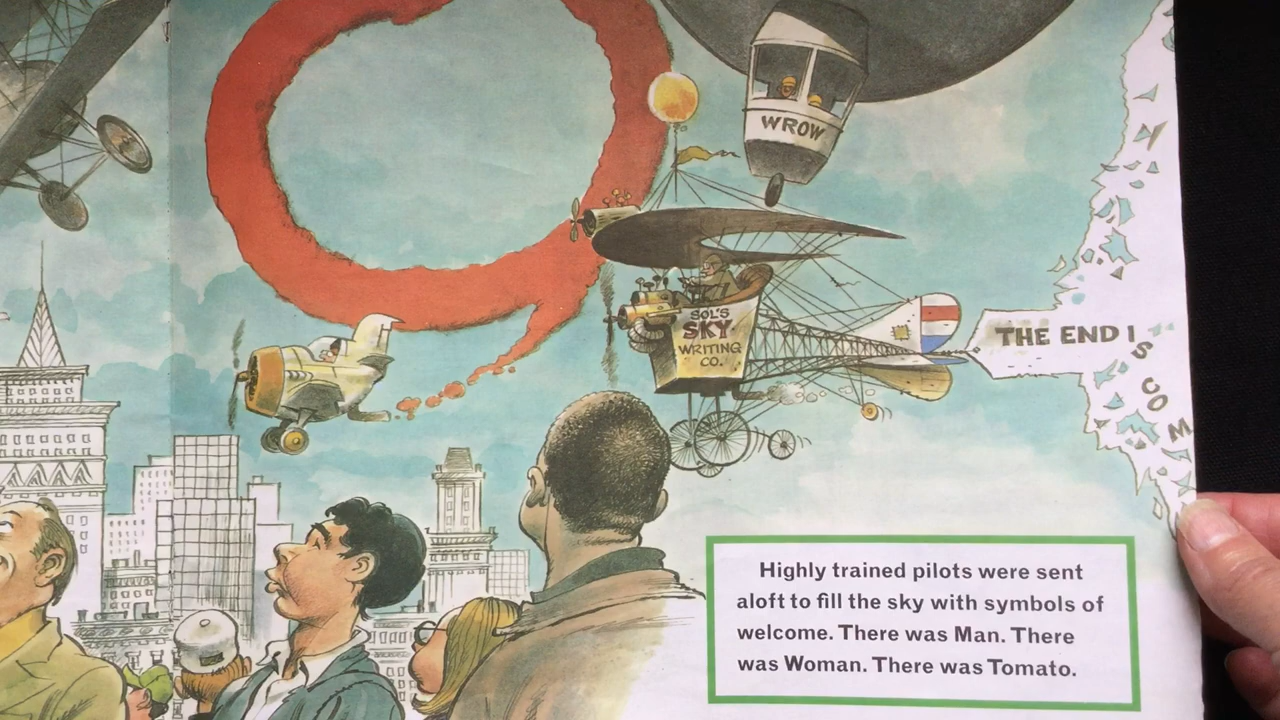 WROW
SOL'S
SKY
WRITING
CO.
THE END IS COM
Highly trained pilots were sent
aloft to fill the sky with symbols of
welcome. There was Man. There
was Woman. There was Tomato.